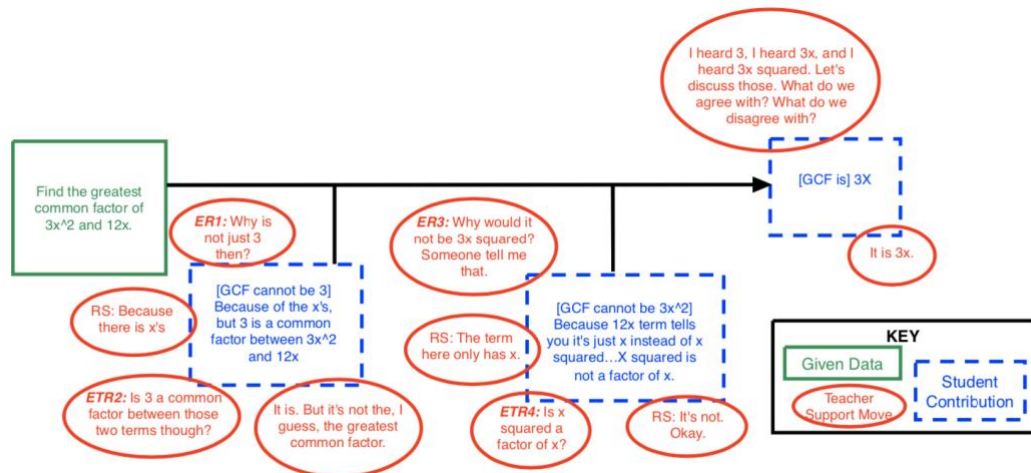 I heard 3, I heard 3x, and I
heard 3x squared. Let's
discuss those. What do we
agree with? What do we
disagree with?
Find the greatest
common factor of
3x^2 and 12x.
[GCF is] 3X
It is 3x.
ER1: Why is
not just 3
then?
[GCF cannot be 3]
Because of the x's,
but 3 is a common
factor between 3x^2
and 12x
RS: Because
there is x's
ETR2: Is 3 a common
factor between those
two terms though?
It is. But it's not the, I
guess, the greatest
common factor.
ER3: Why would it
not be 3x squared?
Someone tell me
that.
[GCF cannot be 3x^2]
Because 12x term tells
you it's just x instead of x
squared...X squared is
not a factor of x.
RS: The term
here only has x.
ETR4: Is x
squared a
factor of x?
RS: It's not.
Okay.
KEY
Given Data
Teacher
Support Move
Student
Contribution